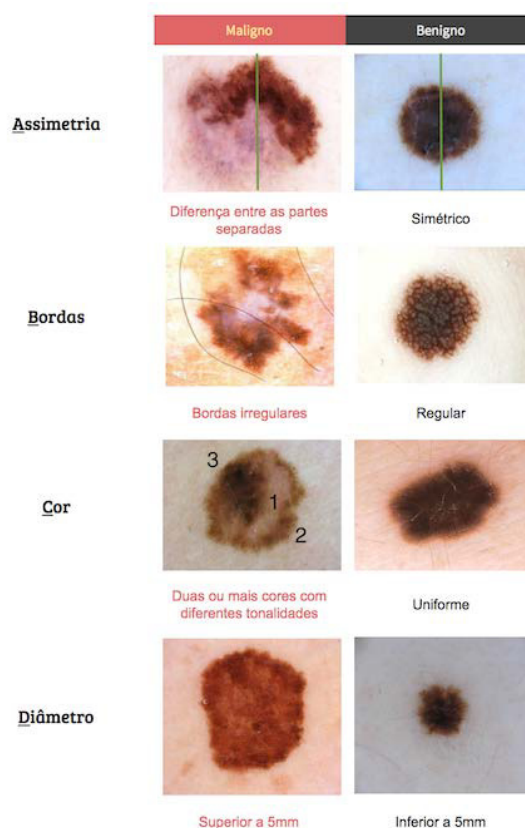 Maligno Benigno
Assimetria
Diferença entre as partes
separadas
Simétrico
Bordas
Bordas irregulares
Regular
Cor
3
1
2
Duas ou mais cores com
diferentes tonalidades
Uniforme
Diâmetro
Superior a 5mm
Inferior a 5mm